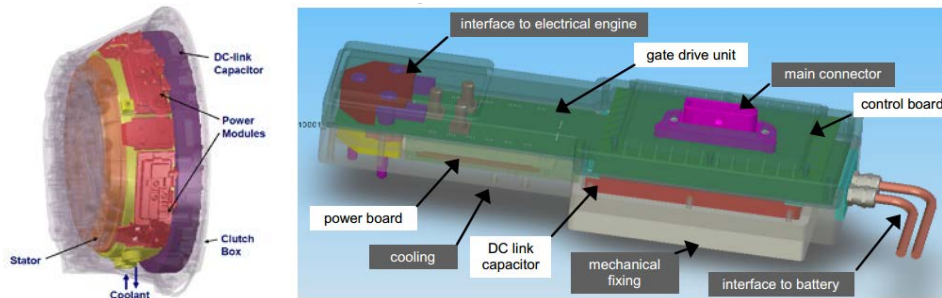 DC-link
Capacitor
Power
Modules
Clutch
Box
Stator
Coolant
interface to electrical engine
gate drive unit
main connector
control board
power board
cooling
DC link
capacitor
mechanical
fixing
interface to battery